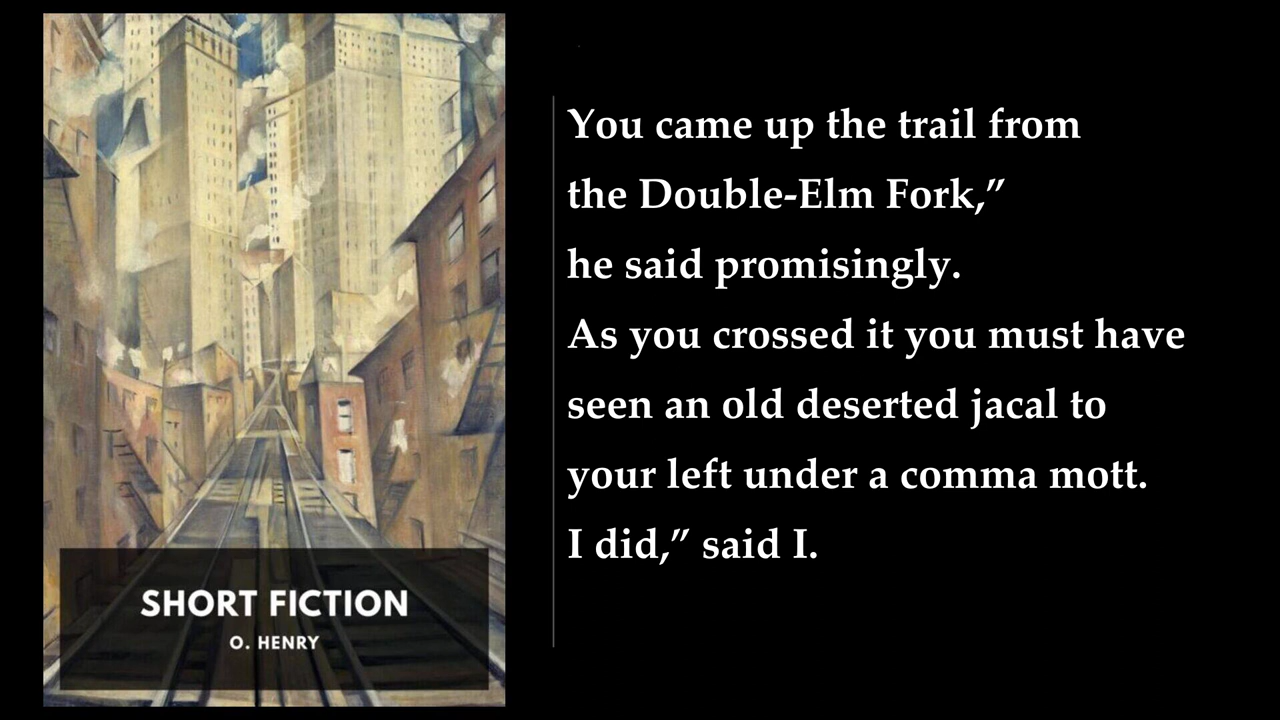 SHORT FICTION
O. HENRY
You came up the trail from
the Double-Elm Fork,”
he said promisingly.
As you crossed it you must have
seen an old deserted jacal to
your left under a comma mott.
I did,” said I.